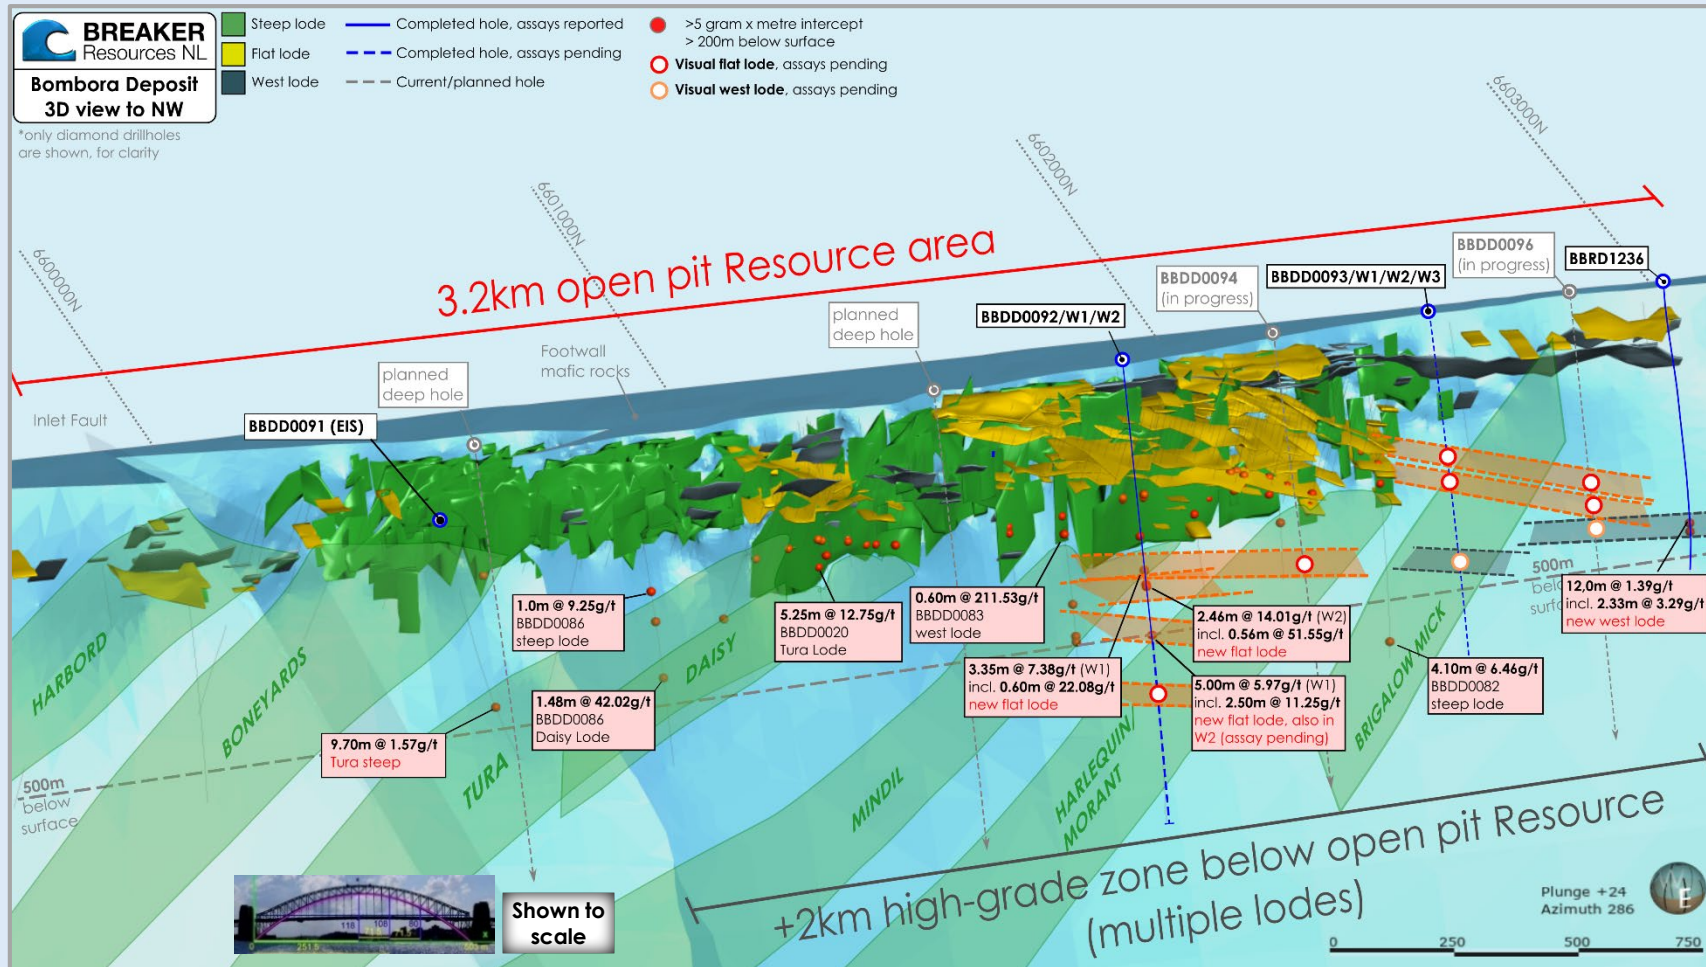 BREAKER
Resources NL
Bombora Deposit
3D view to NW
*only diamond drillholes
are shown, for clarity
Steep lode
Flat lode
West lode
Completed hole, assays reported
Completed hole, assays pending
Current/planned hole
>5 gram x metre intercept
> 200m below surface
Visual flat lode, assays pending
Visual west lode, assays pending
6600000N
6601000N
6602000N
6603000N
3.2km open pit Resource area
BBDD0096
(in progress)
BBRD1236
BBDD0094
(in progress)
BBDD0093/W1/W2/W3
BBDD0092/W1/W2
planned
deep hole
Footwall
mafic rocks
planned
deep hole
Inlet Fault
BBDD0091 (EIS)
1.0m @ 9.25g/t
BBDD0086
steep lode
5.25m @ 12.75g/t
BBDD0020
Tura Lode
0.60m @ 211.53g/t
BBDD0083
west lode
2.46m @ 14.01g/t (W2)
incl. 0.56m @ 51.55g/t
new flat lode
500m
below
surface
12,0m @ 1.39g/t
incl. 2.33m @ 3.29g/t
new west lode
3.35m @ 7.38g/t (W1)
incl. 0.60m @ 22.08g/t
new flat lode
5.00m @ 5.97g/t (W1)
incl. 2.50m @ 11.25g/t
new flat lode, also in
W2 (assay pending)
4.10m @ 6.46g/t
BBDD0082
steep lode
1.48m @ 42.02g/t
BBDD0086
Daisy Lode
9.70m @ 1.57g/t
Tura steep
HARBORD
BONEYARDS
TURA
DAISY
MINDIL
HARLEQUIN/
MORANT
BRIGALOW MICK
500m
below
surface
+2km high-grade zone below open pit Resource
(multiple lodes)
Shown to
scale
Plunge +24
Azimuth 286
E
0 250 500 750